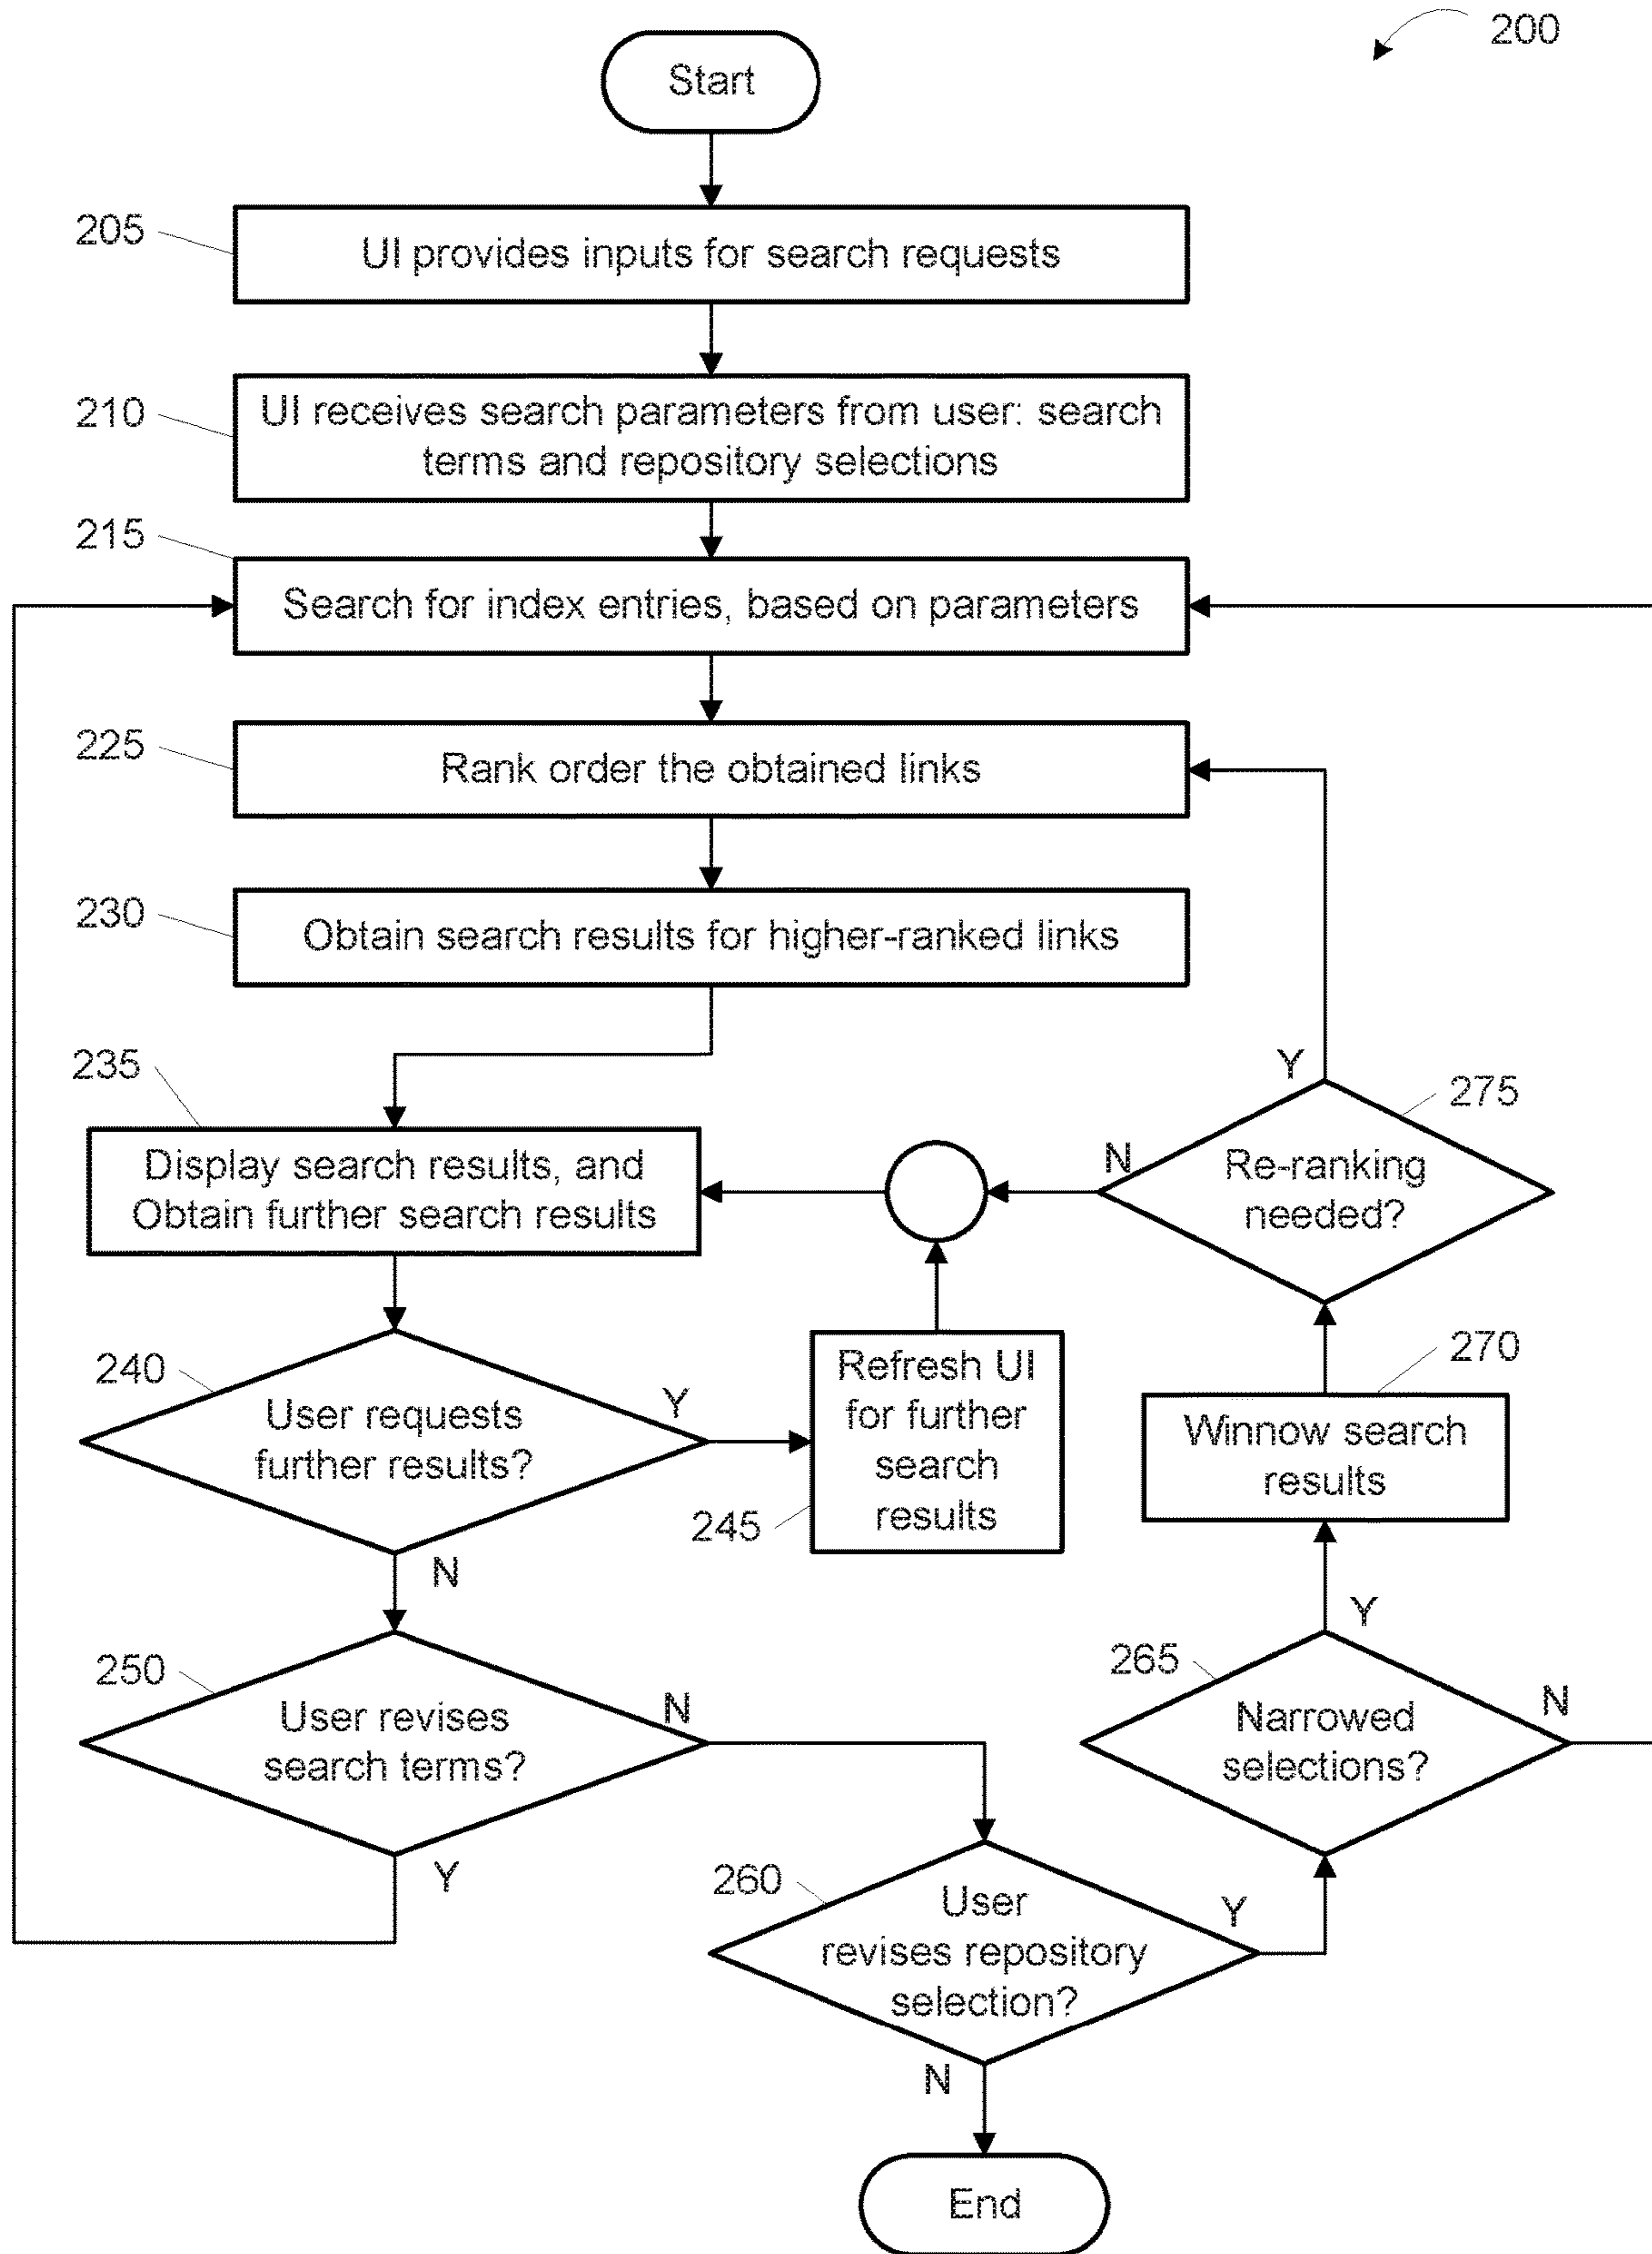 200
Start
205
UI provides inputs for search requests
210
UI receives search parameters from user: search
terms and repository selections
215
Search for index entries, based on parameters
225
Rank order the obtained links
230
Obtain search results for higher-ranked links
235
Display search results, and
Obtain further search results
Y
275
N
Re-ranking
needed?
240
User requests
further results?
Y
N
Refresh UI
for further
search
results
245
270
Winnow search
results
250
User revises
search terms?
N
Y
265
Y
Narrowed
selections?
N
260
User
revises repository
selection?
Y
N
End